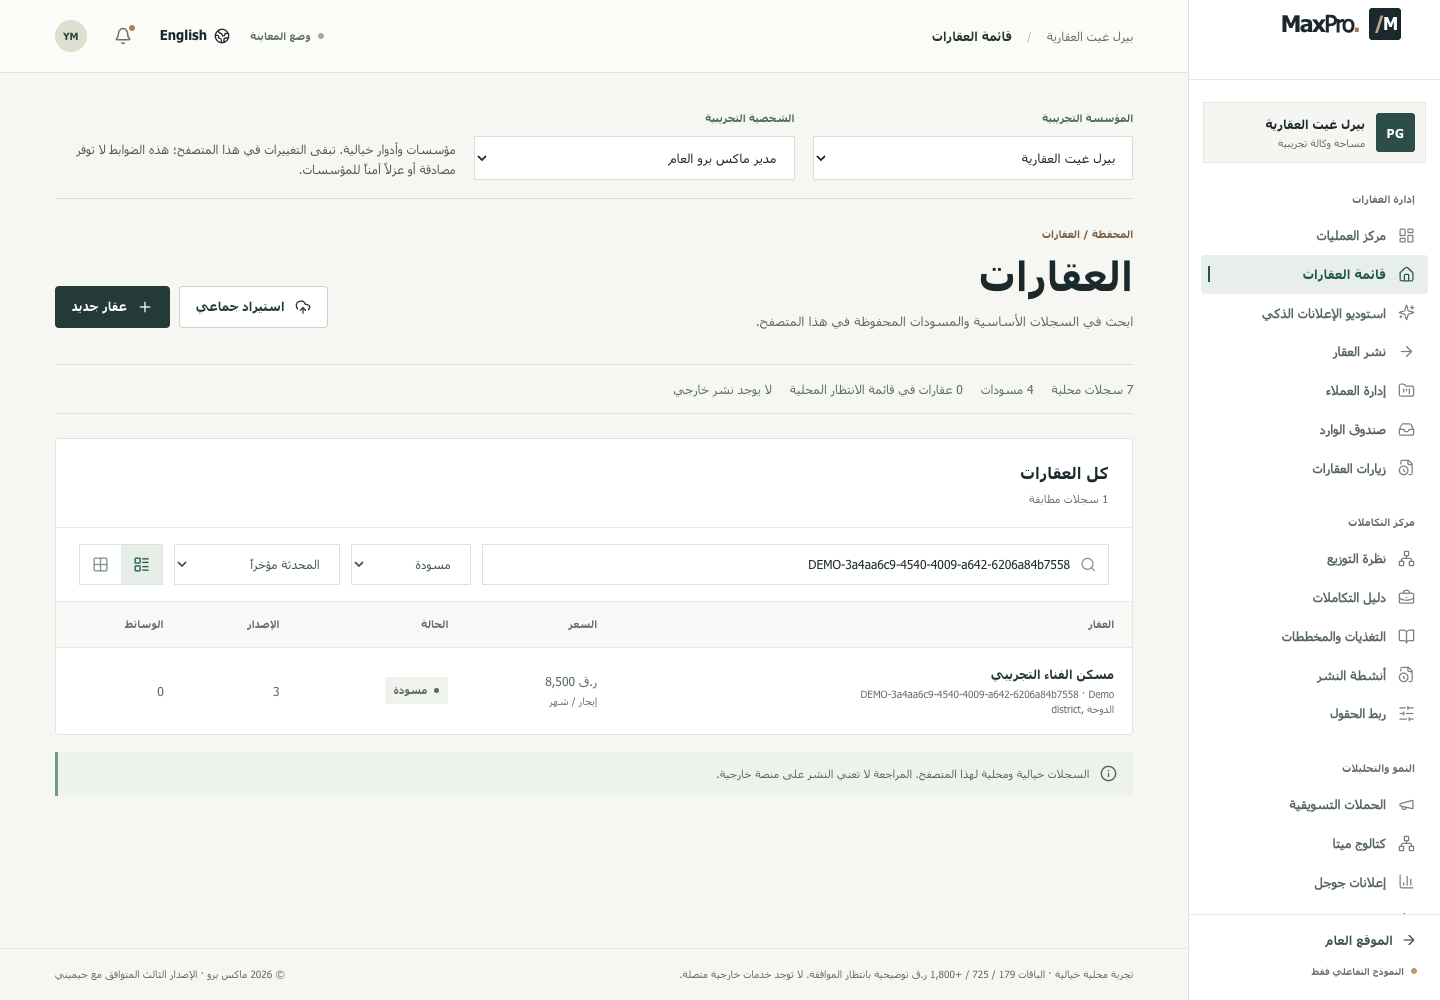 MaxPro.
/M
بيرل غيت العقارية / قائمة العقارات
وضع المعاينة
English
YM
PG
بيرل غيت العقارية
مساحة وكالة تجريبية
إدارة العقارات
مركز العمليات
قائمة العقارات
استوديو الإعلانات الذكي
نشر العقار
إدارة العملاء
صندوق الوارد
زيارات العقارات
مركز التكاملات
نظرة التوزيع
دليل التكاملات
التغذيات والمخططات
أنشطة النشر
ربط الحقول
النمو والتحليلات
الحملات التسويقية
كتالوج ميتا
إعلانات جوجل
الموقع العام
النموذج التفاعلي فقط
المؤسسة التجريبية
بيرل غيت العقارية
الشخصية التجريبية
مدير ماكس برو العام
مؤسسات وأدوار خيالية. تبقى التغييرات في هذا المتصفح؛ هذه الضوابط لا توفر
مصادقة أو عزلاً آمناً للمؤسسات.
المحفظة / العقارات
العقارات
ابحث في السجلات الأساسية والمسودات المحفوظة في هذا المتصفح.
استيراد جماعي
عقار جديد
7 سجلات محلية 4 مسودات 0 عقارات في قائمة الانتظار المحلية لا يوجد نشر خارجي
كل العقارات
1 سجلات مطابقة
DEMO-3a4aa6c9-4540-4009-a642-6206a84b7558
مسودة
المحدثة مؤخراً
العقار السعر الحالة الإصدار الوسائط
مسكن الفناء التجريبي
DEMO-3a4aa6c9-4540-4009-a642-6206a84b7558 · Demo
district, الدوحة
ر.ق 8,500
إيجار / شهر
مسودة
3
0
السجلات خيالية ومحلية لهذا المتصفح. المراجعة لا تعني النشر على منصة خارجية.
تجربة محلية خيالية · الباقات 179 / 725 / +1,800 ر.ق توضيحية بانتظار الموافقة. لا توجد خدمات خارجية متصلة.
© 2026 ماكس برو · الإصدار الثالث المتوافق مع جيميني